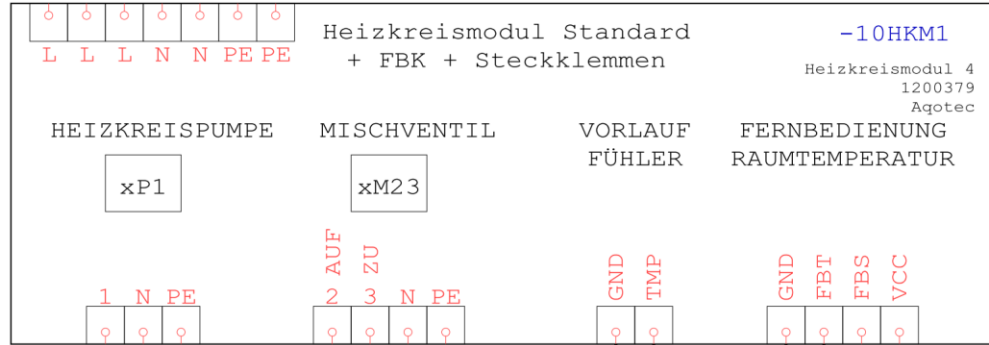 L L L N N PE PE
Heizkreismodul Standard
+ FBK + Steckklemmen
-10HKM1
Heizkreismodul 4
1200379
Aqotec
HEIZKREISPUMPE
MISCHVENTIL
VORLAUF
FÜHLER
FERNBEDIENUNG
RAUMTEMPERATUR
xP1
xM23
1 N PE
AUF ZU
2 3 N PE
GND TMP
GND FBT FBS VCC